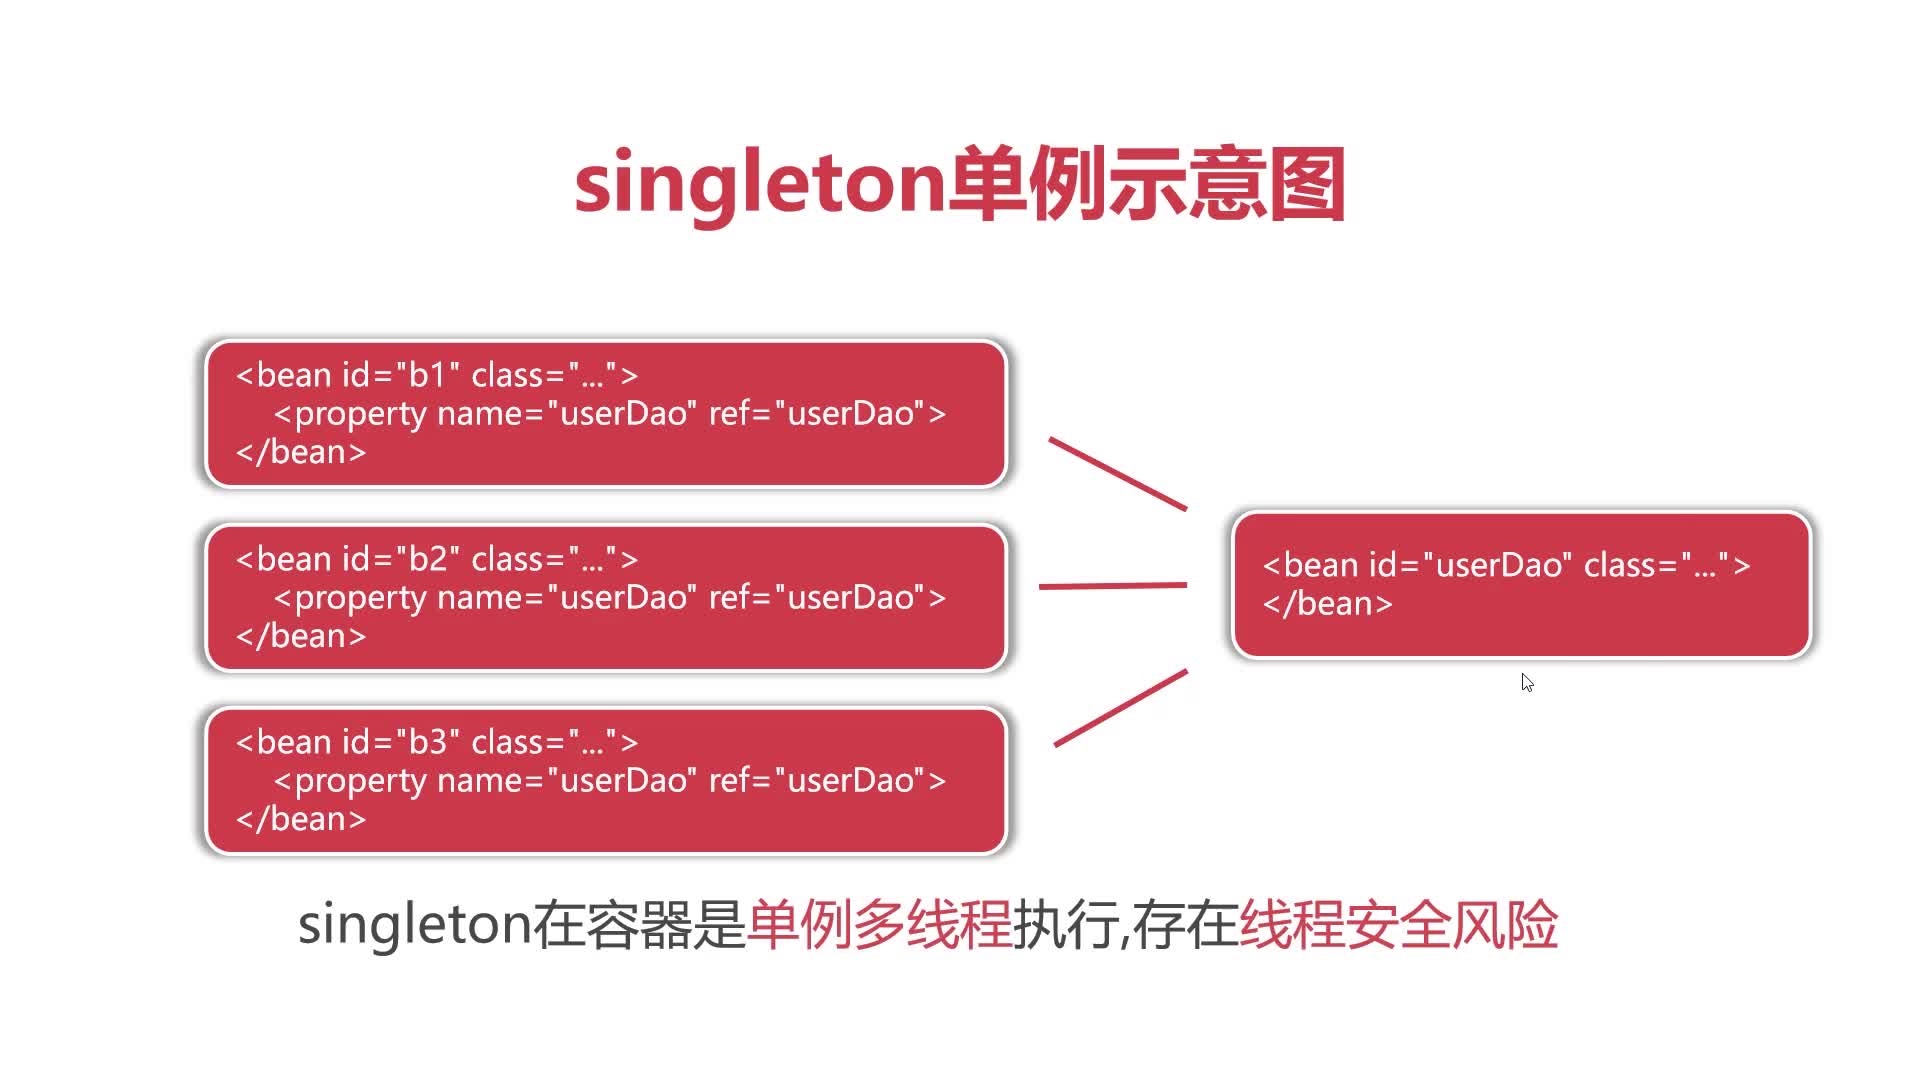 singleton单例示意图
<bean id="b1" class="...">
<property name="userDao" ref="userDao">
</bean>
<bean id="b2" class="...">
<property name="userDao" ref="userDao">
</bean>
<bean id="b3" class="...">
<property name="userDao" ref="userDao">
</bean>
<bean id="userDao" class="...">
</bean>
singleton在容器是单例多线程执行,存在线程安全风险